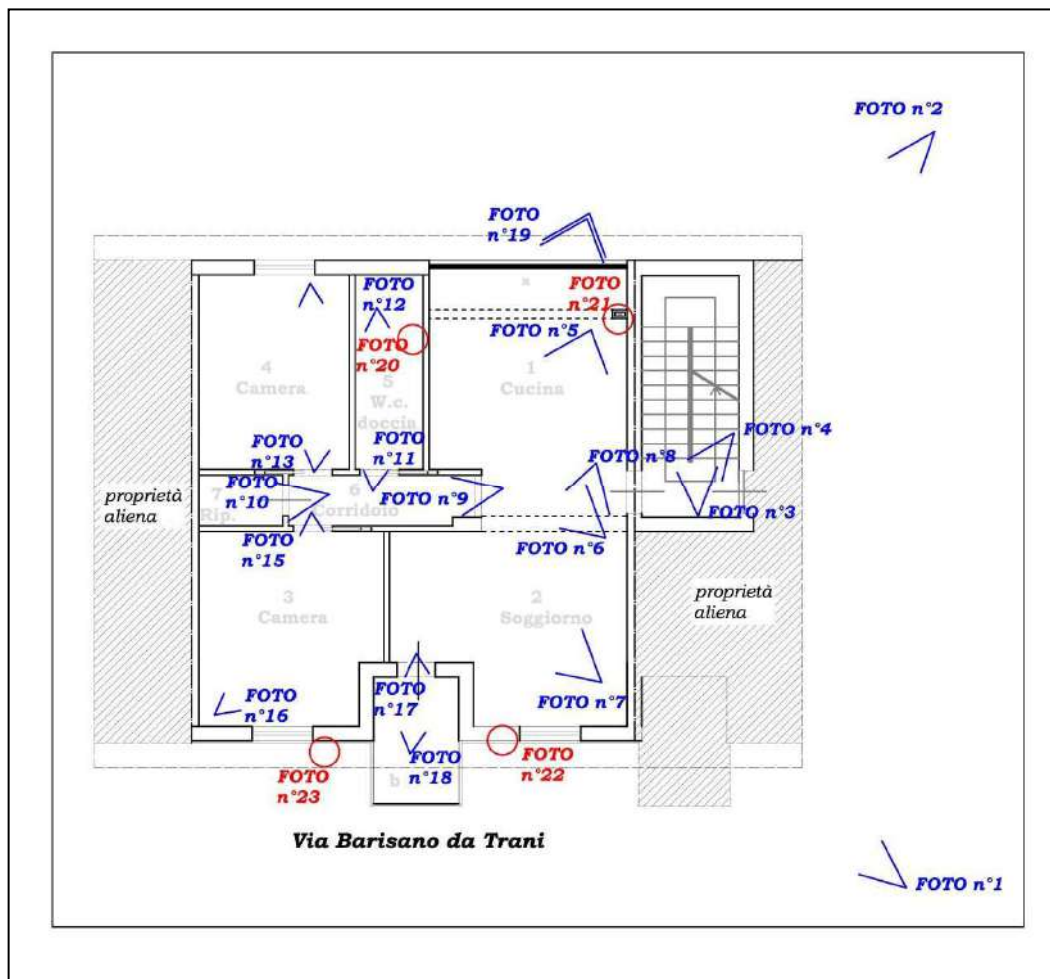 FOTO n°2
FOTO
n°19
FOTO
n°12
FOTO
n°21
a
FOTO n°5
FOTO
n°20
4
Camera
5
W.c.
doccia
1
Cucina
FOTO n°4
FOTO
n°13
FOTO
n°11
FOTO n°8
FOTO
n°10
FOTO n°9
7
Rip.
6
Corridoio
proprietà
aliena
FOTO n°3
FOTO
n°15
FOTO n°6
3
Camera
2
Soggiorno
proprietà
aliena
FOTO
n°16
FOTO
n°17
FOTO n°7
FOTO
n°18
b
FOTO
n°22
FOTO
n°23
Via Barisano da Trani
FOTO n°1